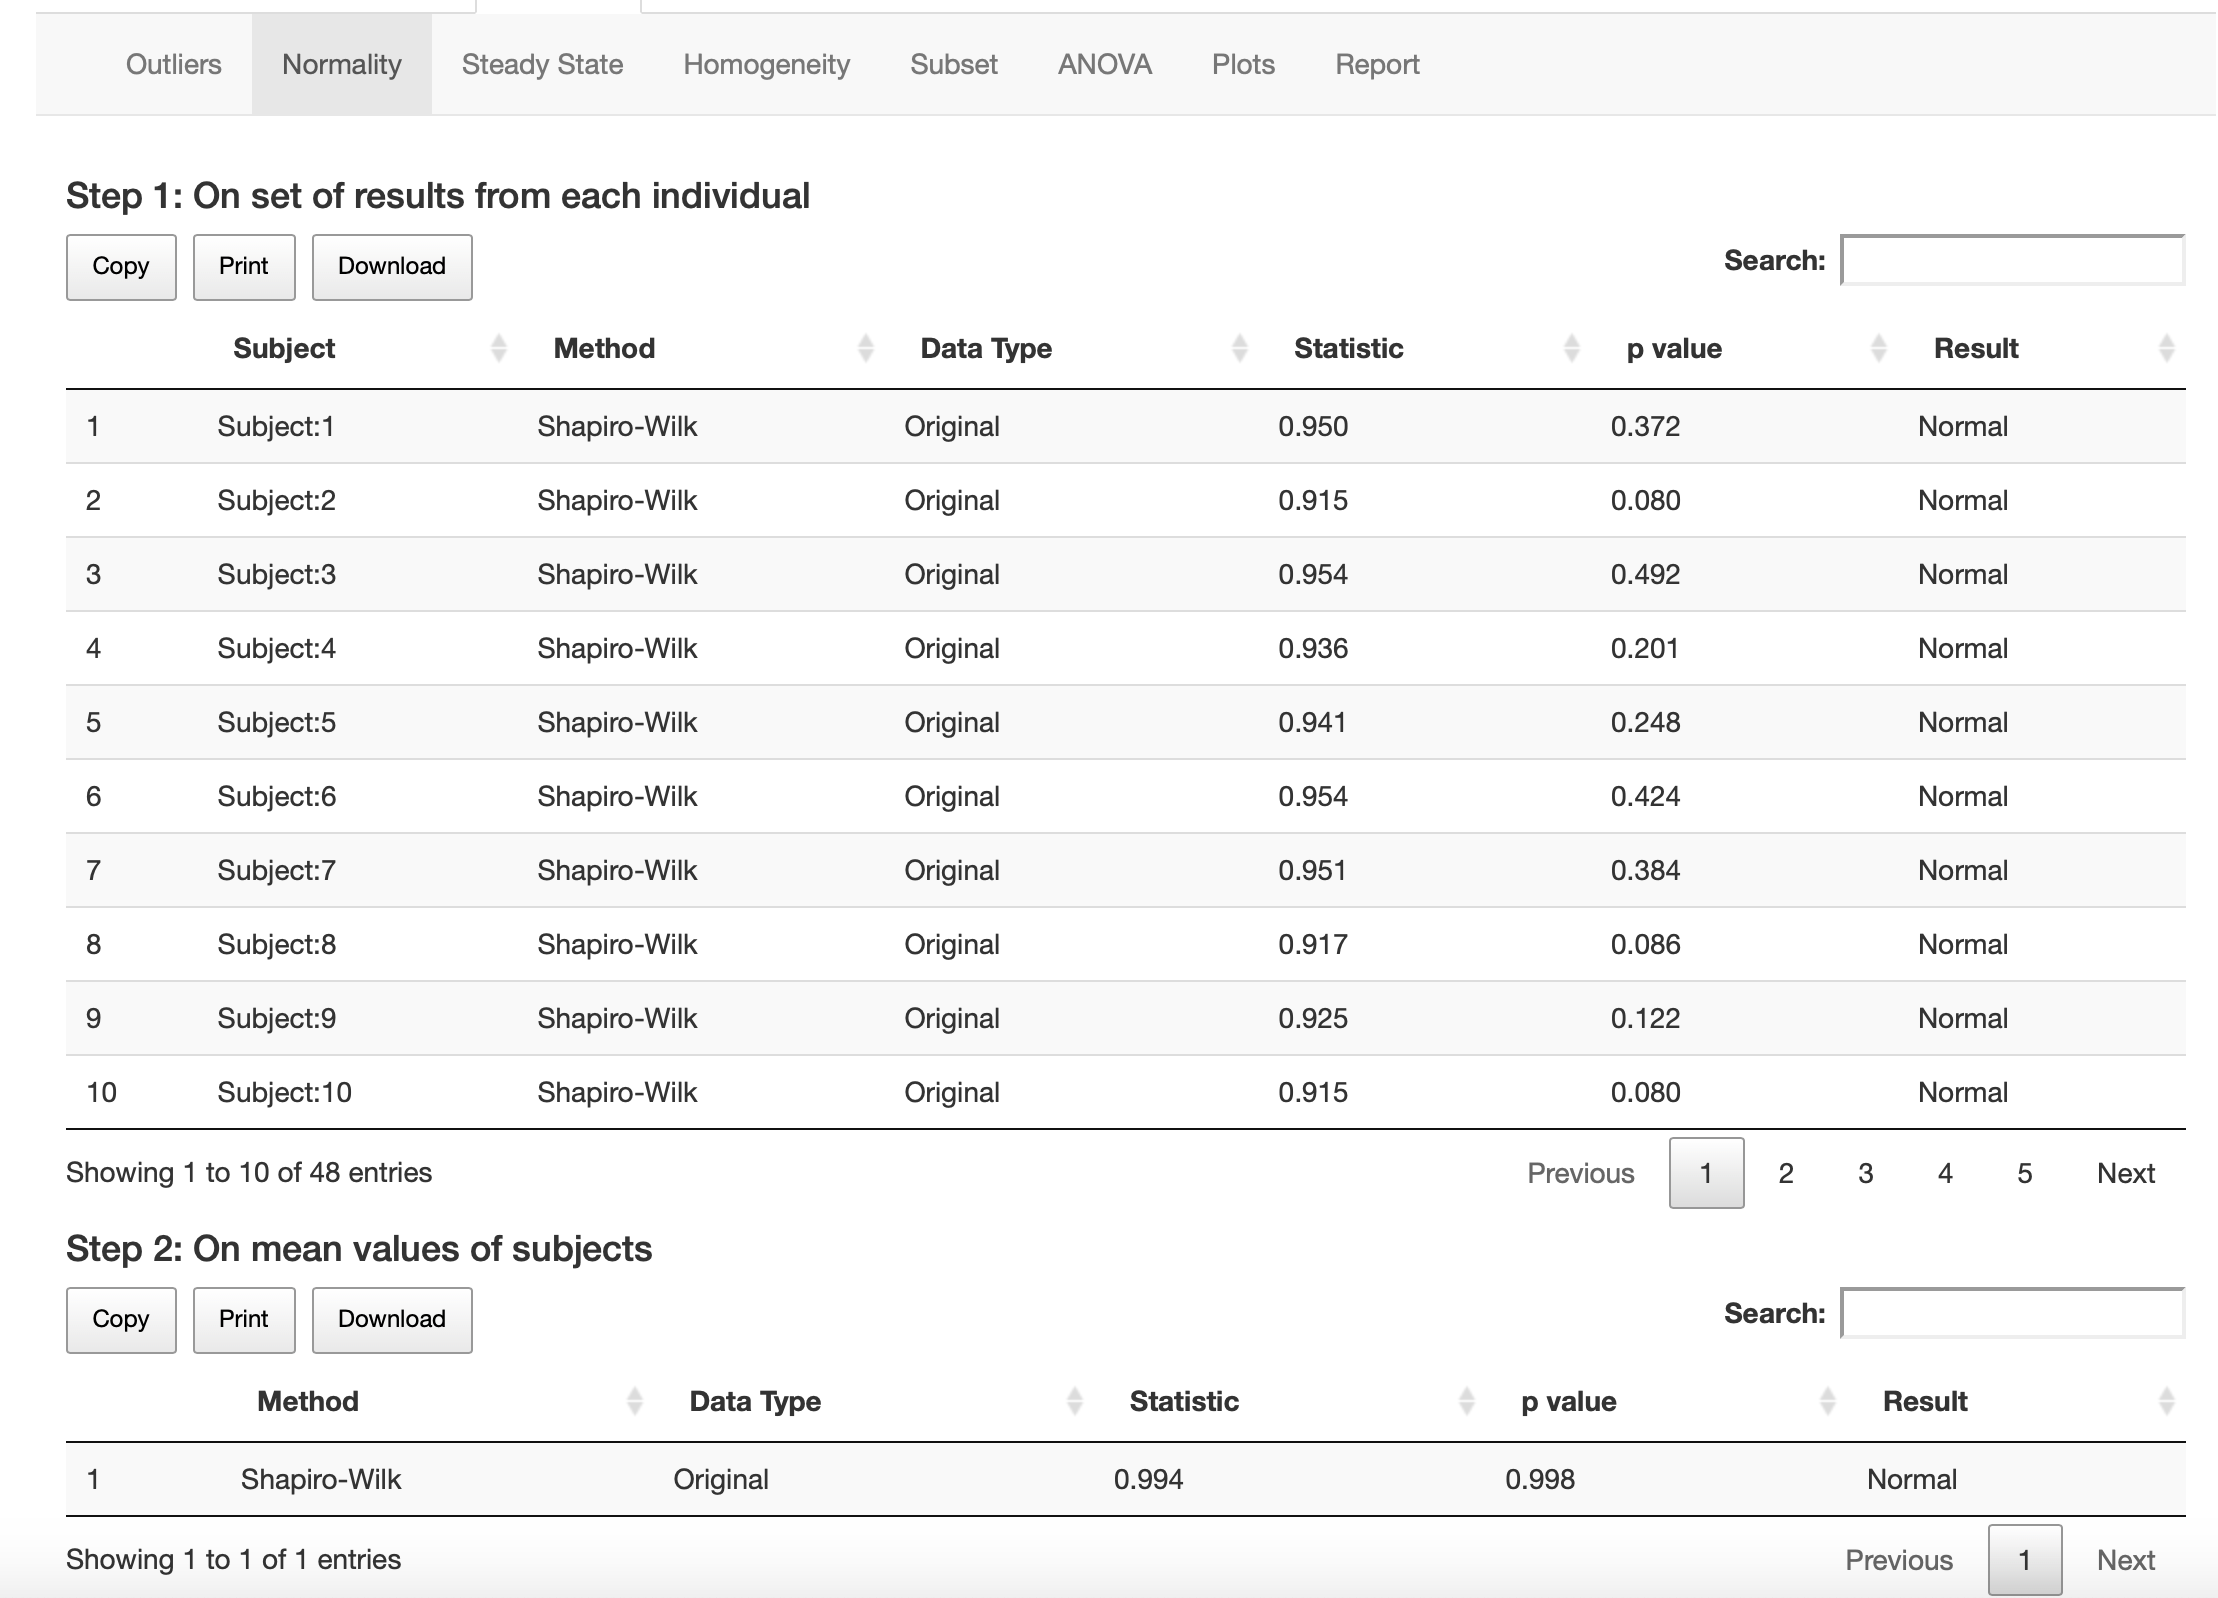 Outliers Normality Steady State Homogeneity Subset ANOVA Plots Report
Step 1: On set of results from each individual
Copy Print Download Search:
Subject Method Data Type Statistic p value Result
1 Subject:1 Shapiro-Wilk Original 0.950 0.372 Normal
2 Subject:2 Shapiro-Wilk Original 0.915 0.080 Normal
3 Subject:3 Shapiro-Wilk Original 0.954 0.492 Normal
4 Subject:4 Shapiro-Wilk Original 0.936 0.201 Normal
5 Subject:5 Shapiro-Wilk Original 0.941 0.248 Normal
6 Subject:6 Shapiro-Wilk Original 0.954 0.424 Normal
7 Subject:7 Shapiro-Wilk Original 0.951 0.384 Normal
8 Subject:8 Shapiro-Wilk Original 0.917 0.086 Normal
9 Subject:9 Shapiro-Wilk Original 0.925 0.122 Normal
10 Subject:10 Shapiro-Wilk Original 0.915 0.080 Normal
Showing 1 to 10 of 48 entries Previous 1 2 3 4 5 Next
Step 2: On mean values of subjects
Copy Print Download Search:
Method Data Type Statistic p value Result
1 Shapiro-Wilk Original 0.994 0.998 Normal
Showing 1 to 1 of 1 entries Previous 1 Next